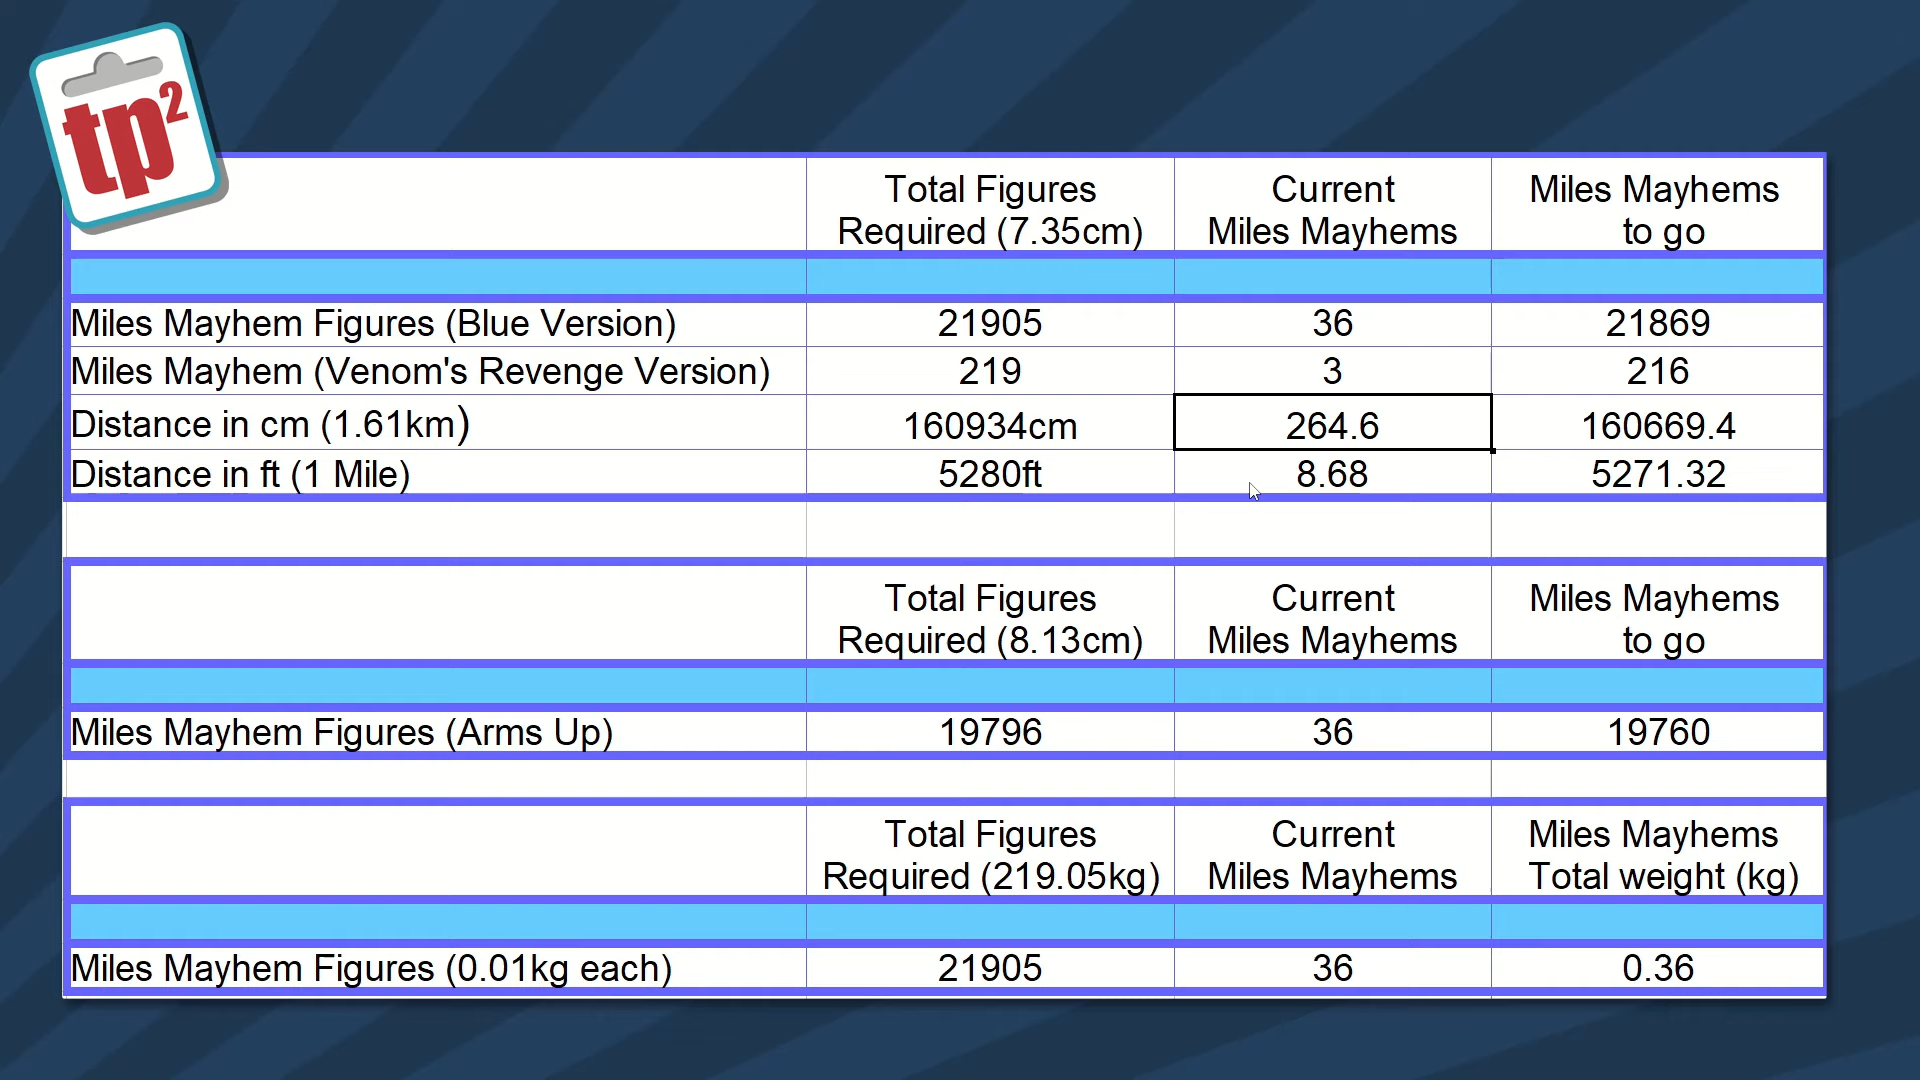 tp²
Total Figures Required (7.35cm) Current Miles Mayhems Miles Mayhems to go
Miles Mayhem Figures (Blue Version) 21905 36 21869
Miles Mayhem (Venom's Revenge Version) 219 3 216
Distance in cm (1.61km) 160934cm 264.6 160669.4
Distance in ft (1 Mile) 5280ft 8.68 5271.32
Total Figures Required (8.13cm) Current Miles Mayhems Miles Mayhems to go
Miles Mayhem Figures (Arms Up) 19796 36 19760
Total Figures Required (219.05kg) Current Miles Mayhems Miles Mayhems Total weight (kg)
Miles Mayhem Figures (0.01kg each) 21905 36 0.36